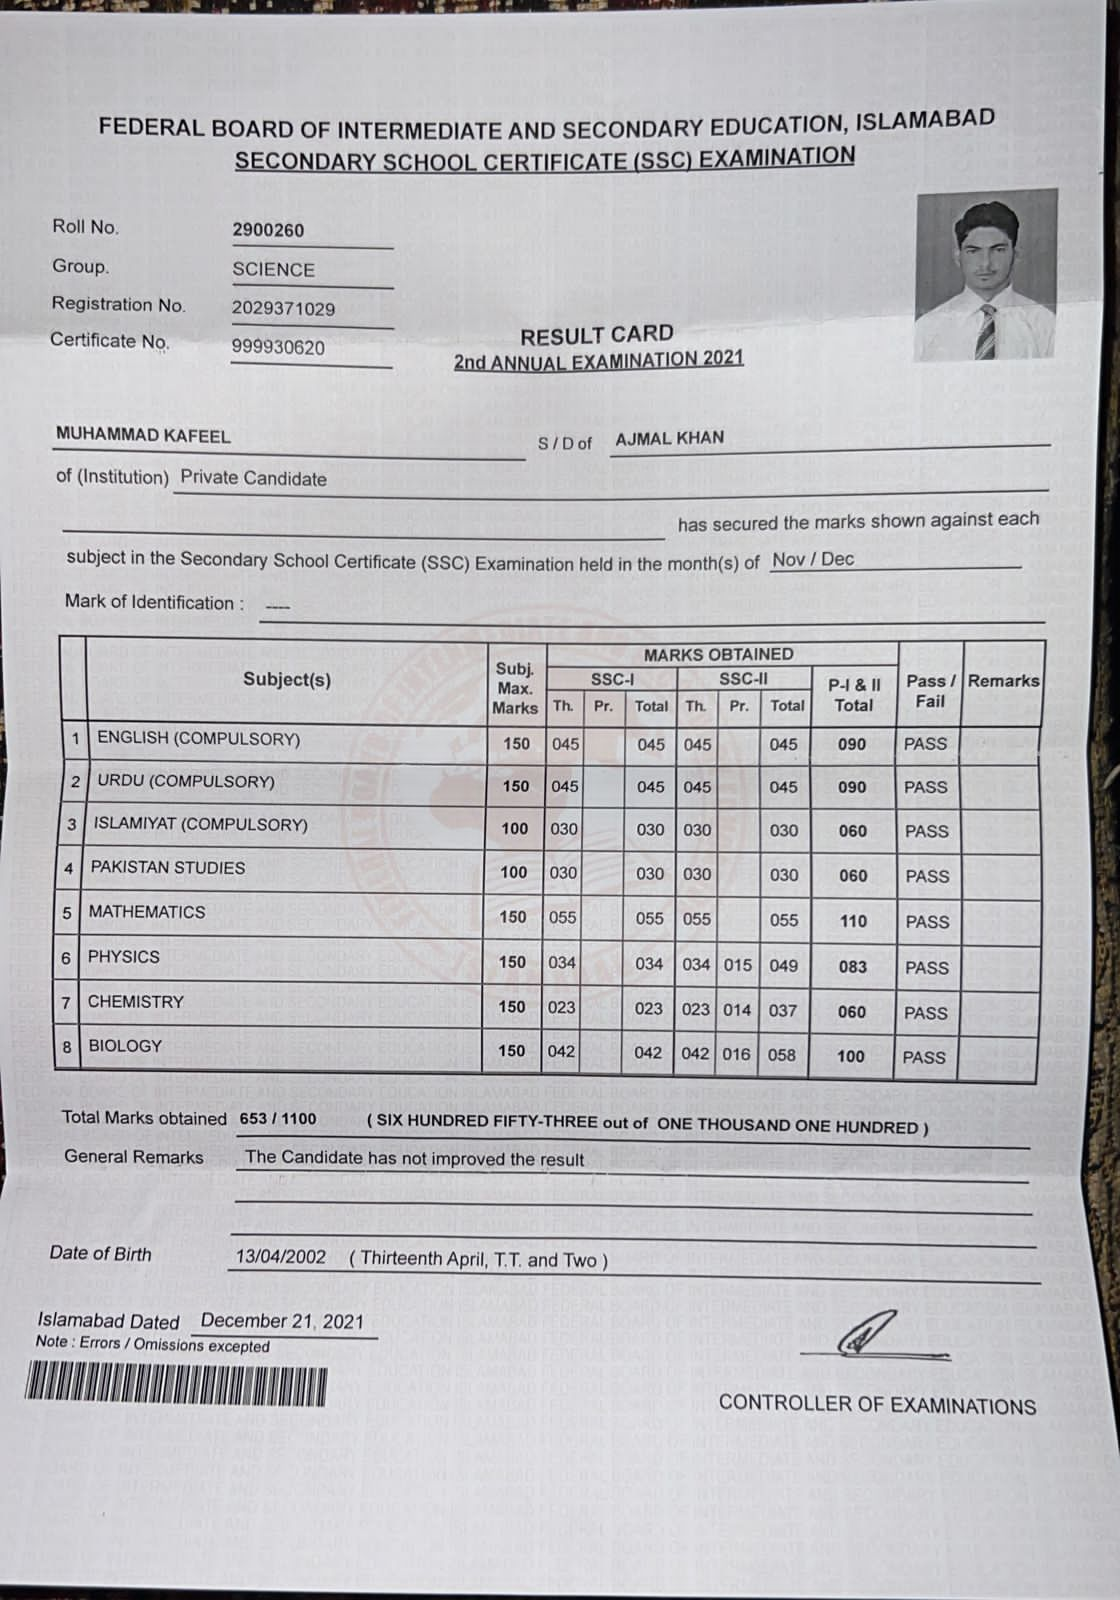 FEDERAL BOARD OF INTERMEDIATE AND SECONDARY EDUCATION, ISLAMABAD
SECONDARY SCHOOL CERTIFICATE (SSC) EXAMINATION
Roll No. 2900260
Group. SCIENCE
Registration No. 2029371029
Certificate No. 999930620
RESULT CARD
2nd ANNUAL EXAMINATION 2021
MUHAMMAD KAFEEL S / D of AJMAL KHAN
of (Institution) Private Candidate
has secured the marks shown against each
subject in the Secondary School Certificate (SSC) Examination held in the month(s) of Nov / Dec
Mark of Identification : ----
Subject(s) Subj. Max. Marks MARKS OBTAINED Pass / Fail Remarks
SSC-I SSC-II P-I & II Total
Th. Pr. Total Th. Pr. Total
1 ENGLISH (COMPULSORY) 150 045 045 045 045 090 PASS
2 URDU (COMPULSORY) 150 045 045 045 045 090 PASS
3 ISLAMIYAT (COMPULSORY) 100 030 030 030 030 060 PASS
4 PAKISTAN STUDIES 100 030 030 030 030 060 PASS
5 MATHEMATICS 150 055 055 055 055 110 PASS
6 PHYSICS 150 034 034 034 015 049 083 PASS
7 CHEMISTRY 150 023 023 023 014 037 060 PASS
8 BIOLOGY 150 042 042 042 016 058 100 PASS
Total Marks obtained 653 / 1100 ( SIX HUNDRED FIFTY-THREE out of ONE THOUSAND ONE HUNDRED )
General Remarks The Candidate has not improved the result
Date of Birth 13/04/2002 ( Thirteenth April, T.T. and Two )
Islamabad Dated December 21, 2021
Note : Errors / Omissions excepted
CONTROLLER OF EXAMINATIONS